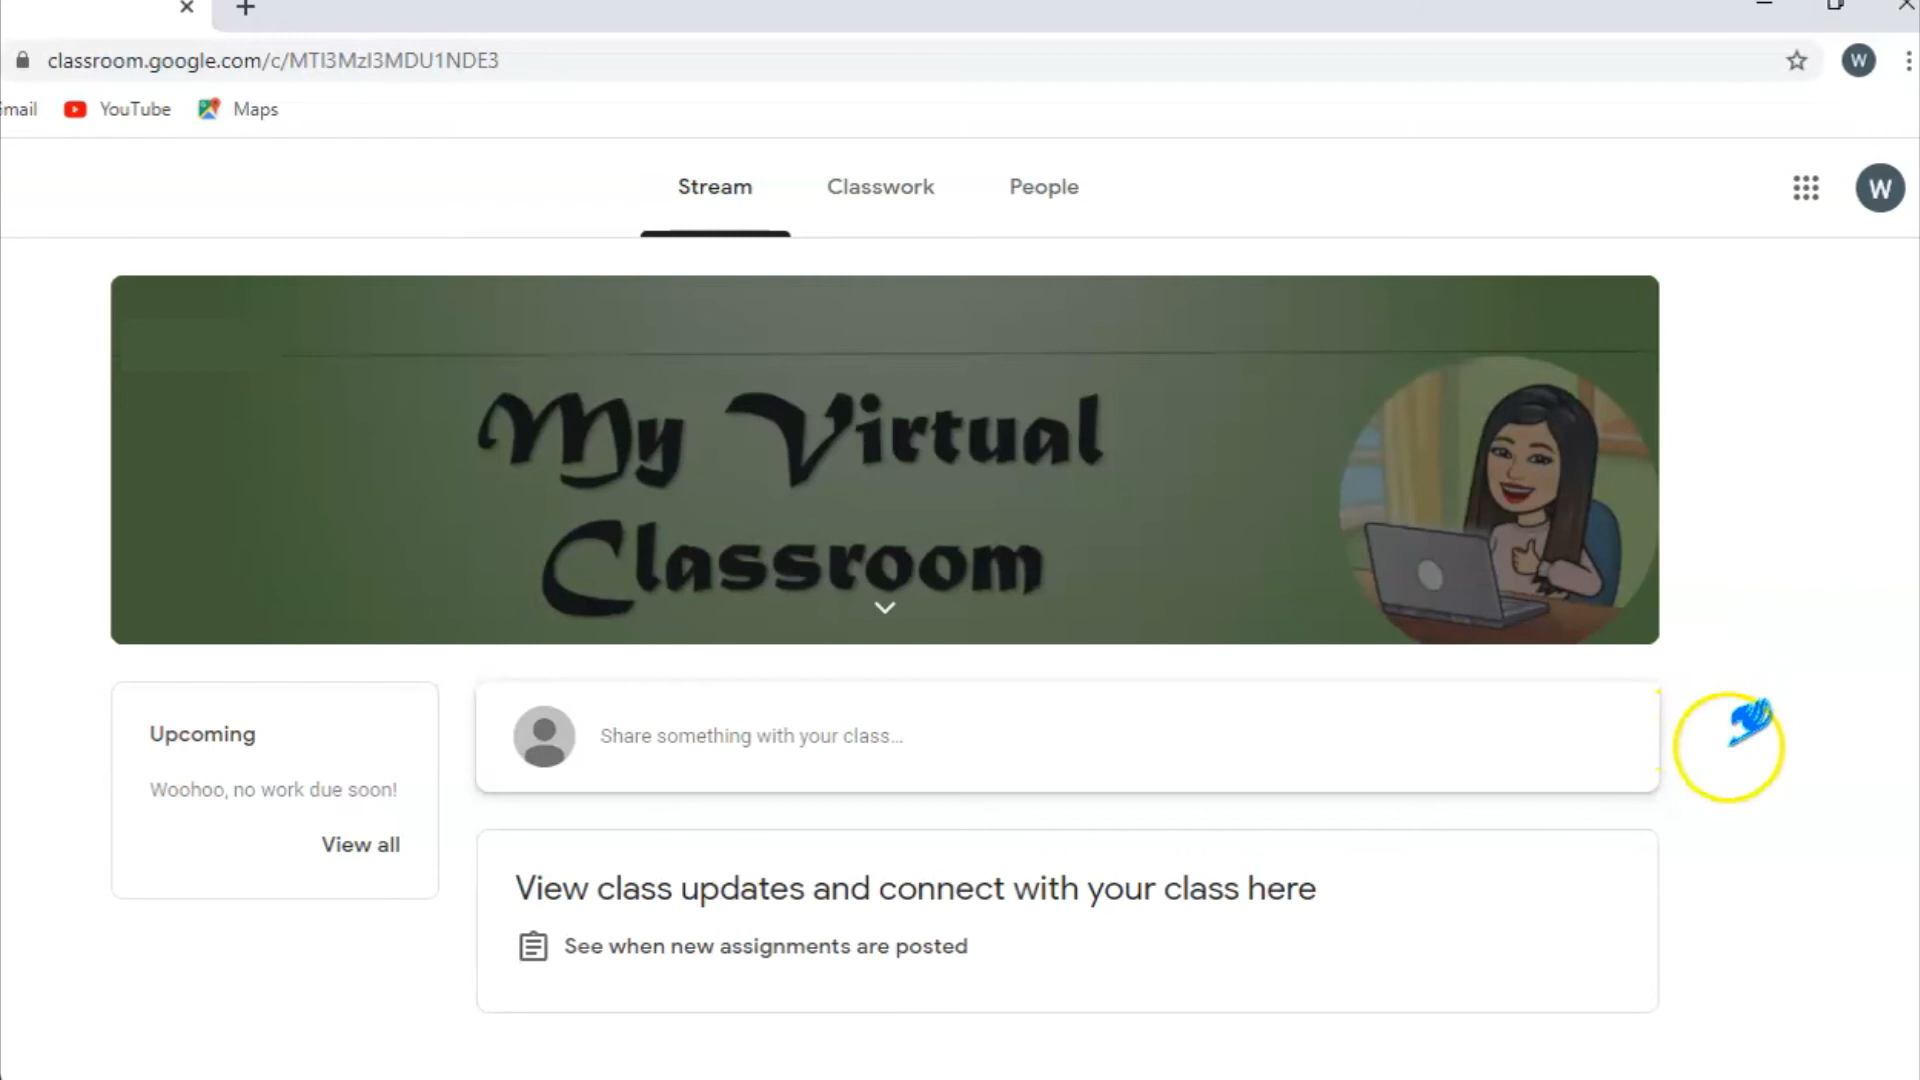 classroom.google.com/c/MTI3MzI3MDU1NDE3
W
mail
YouTube
Maps
Stream
Classwork
People
W
My Virtual
Classroom
Upcoming
Woohoo, no work due soon!
View all
Share something with your class...
View class updates and connect with your class here
See when new assignments are posted